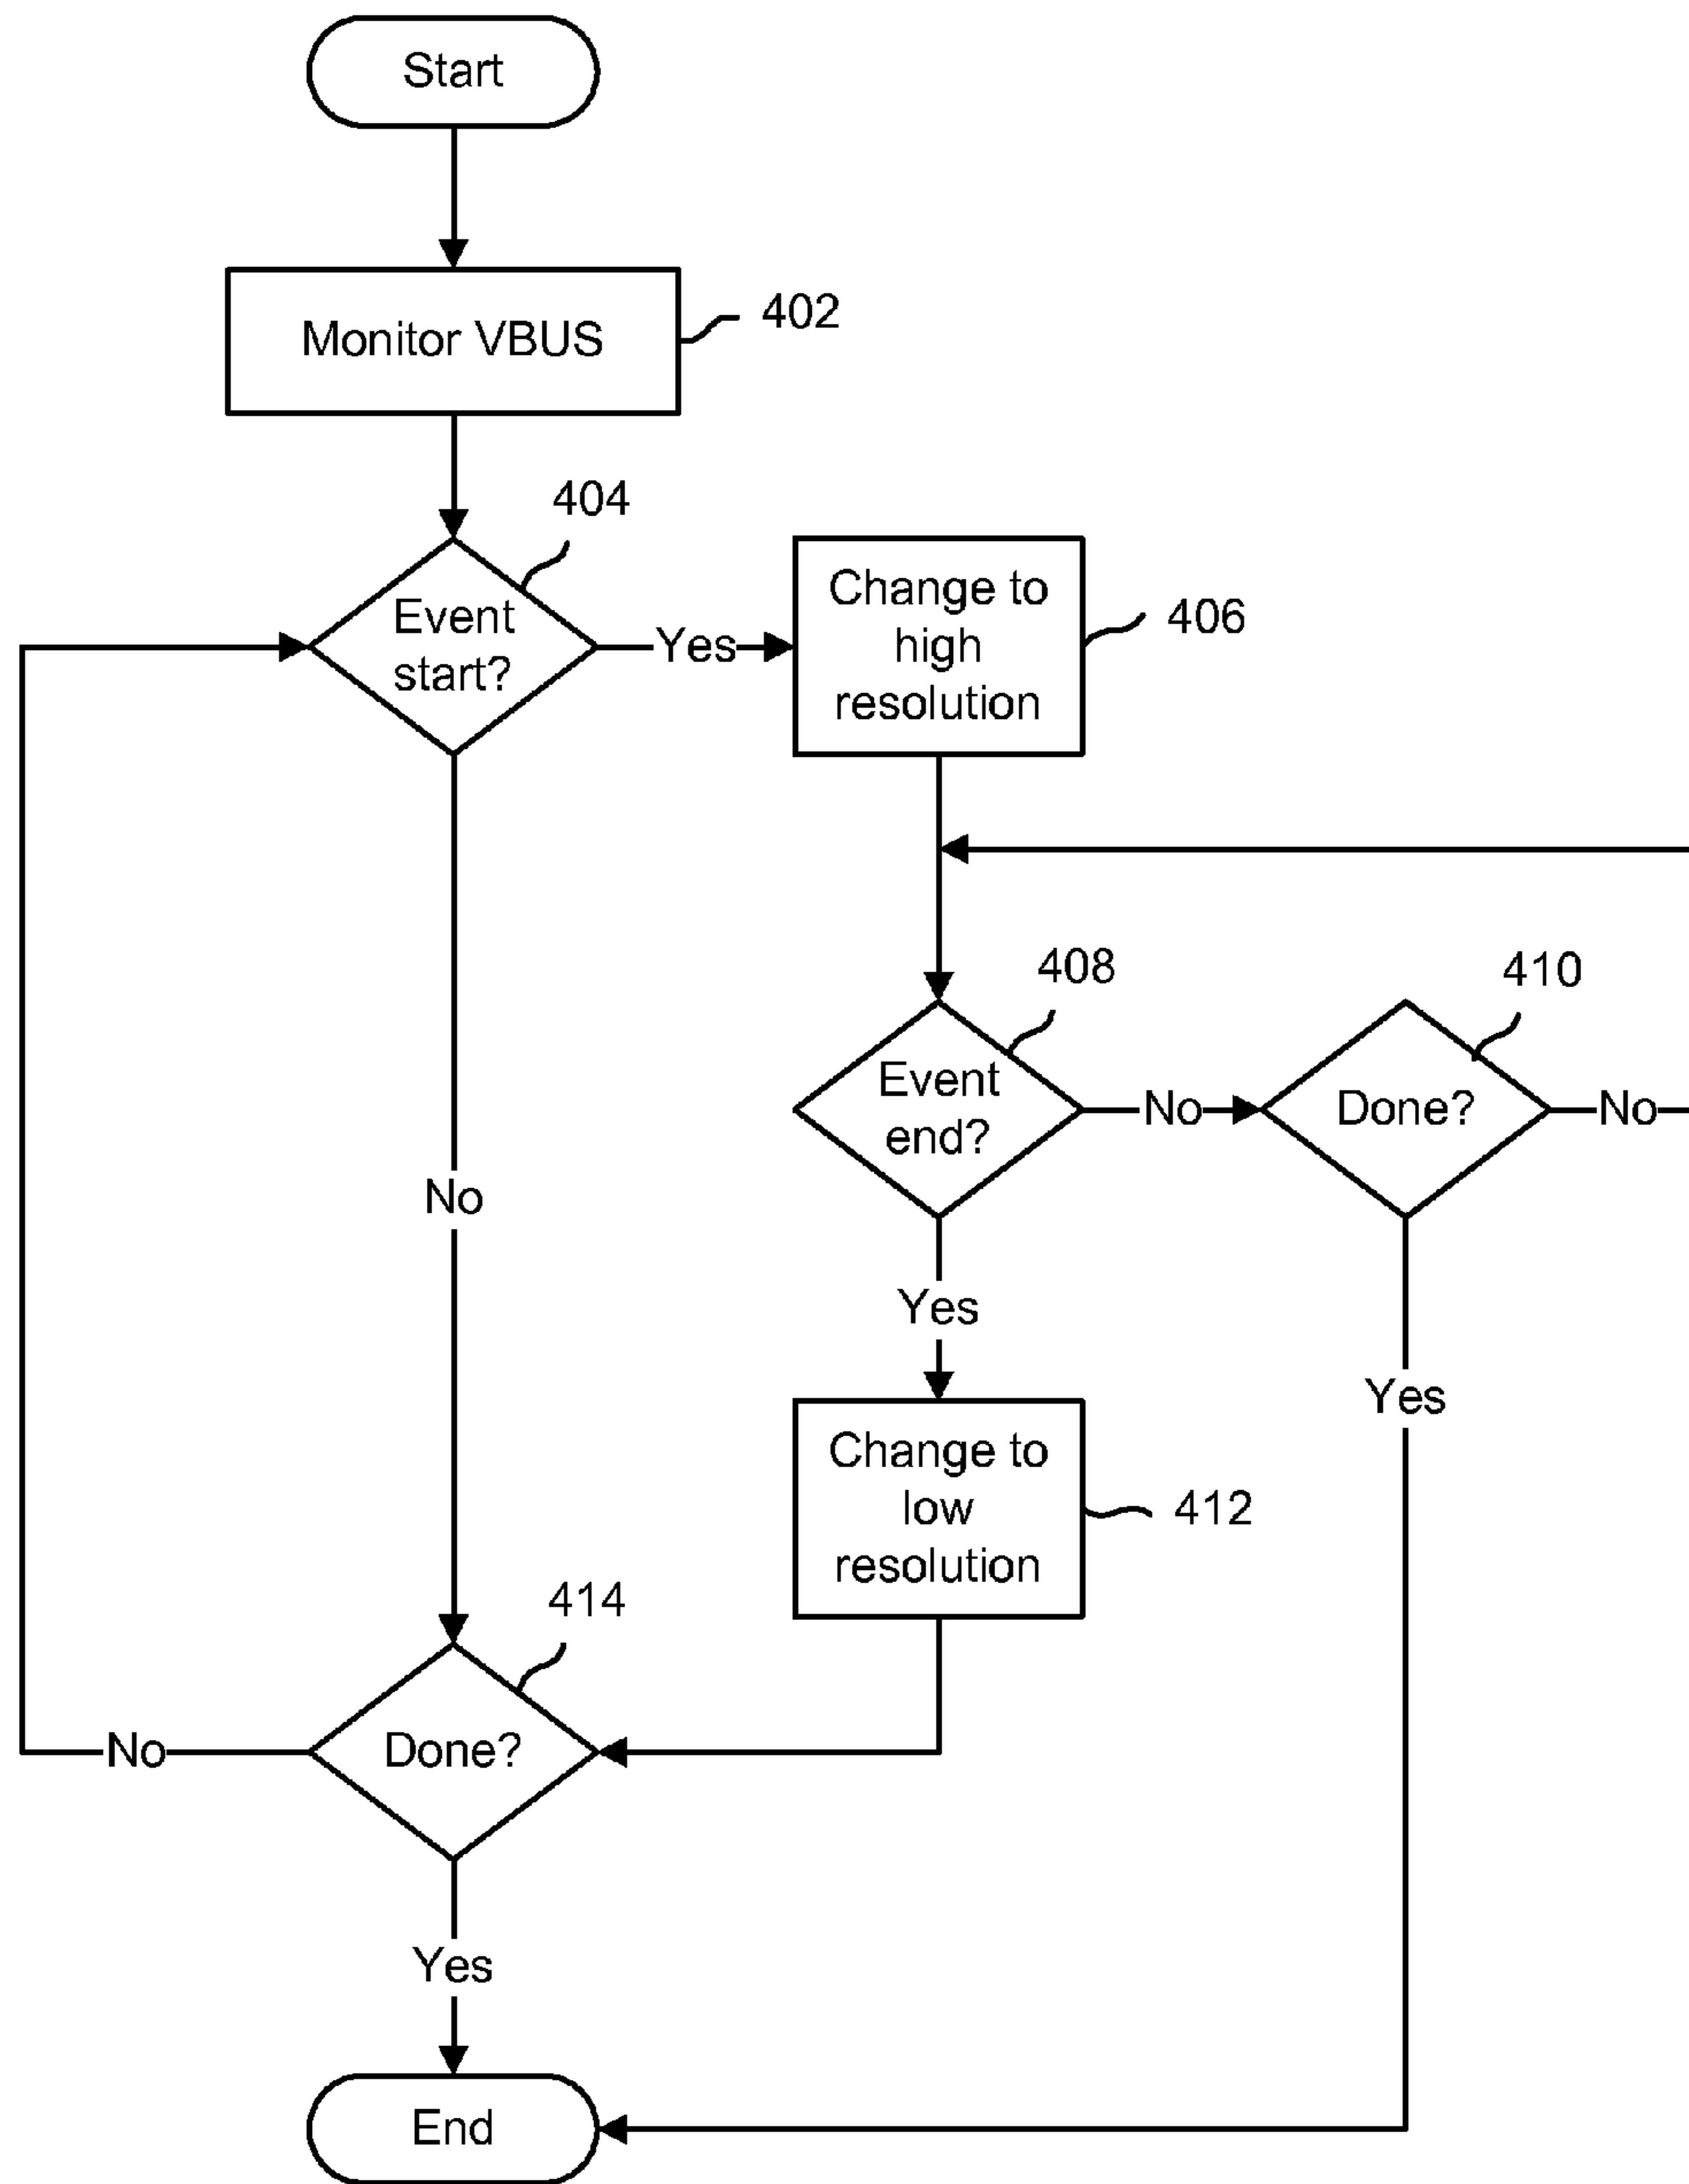 Start
Monitor VBUS
402
404
Event
start?
Yes
Change to
high
resolution
406
408
Event
end?
No
410
Done?
No
No
Yes
Yes
Change to
low
resolution
412
414
Done?
No
Yes
End